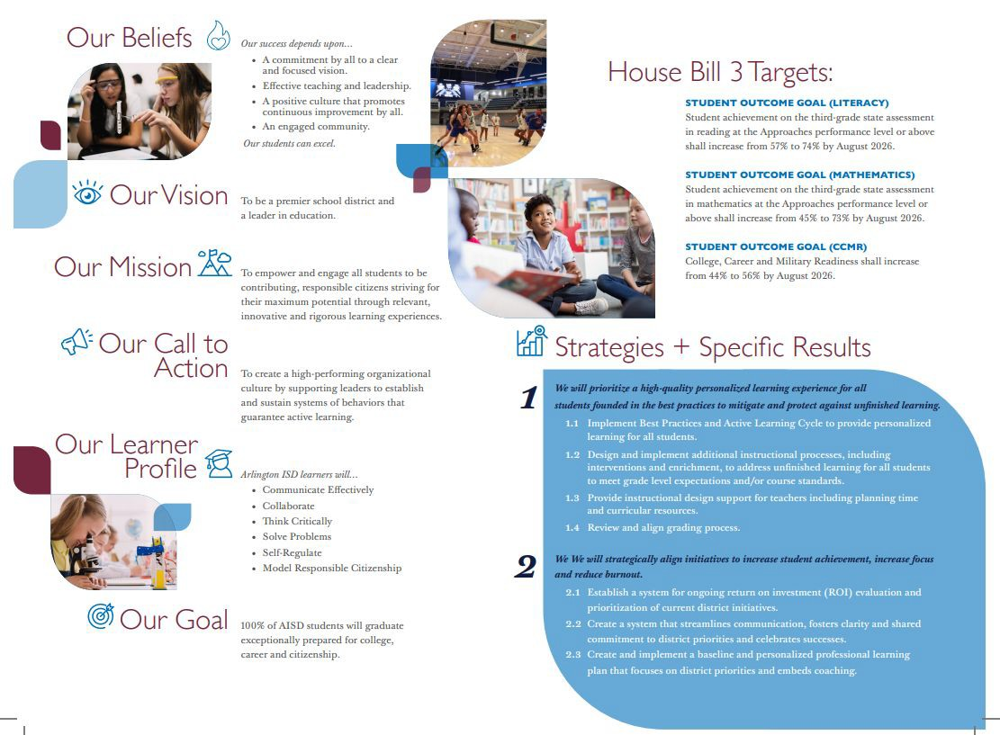 Our Beliefs
Our success depends upon...
• A commitment by all to a clear
and focused vision.
• Effective teaching and leadership.
• A positive culture that promotes
continuous improvement by all.
• An engaged community.
Our students can excel.
Our Vision
To be a premier school district and
a leader in education.
Our Mission
To empower and engage all students to be
contributing, responsible citizens striving for
their maximum potential through relevant,
innovative and rigorous learning experiences.
Our Call to
Action
To create a high-performing organizational
culture by supporting leaders to establish
and sustain systems of behaviors that
guarantee active learning.
Our Learner
Profile
Arlington ISD learners will...
• Communicate Effectively
• Collaborate
• Think Critically
• Solve Problems
• Self-Regulate
• Model Responsible Citizenship
Our Goal
100% of AISD students will graduate
exceptionally prepared for college,
career and citizenship.
House Bill 3 Targets:
STUDENT OUTCOME GOAL (LITERACY)
Student achievement on the third-grade state assessment
in reading at the Approaches performance level or above
shall increase from 57% to 74% by August 2026.
STUDENT OUTCOME GOAL (MATHEMATICS)
Student achievement on the third-grade state assessment
in mathematics at the Approaches performance level or
above shall increase from 45% to 73% by August 2026.
STUDENT OUTCOME GOAL (CCMR)
College, Career and Military Readiness shall increase
from 44% to 56% by August 2026.
Strategies + Specific Results
1
We will prioritize a high-quality personalized learning experience for all
students founded in the best practices to mitigate and protect against unfinished learning.
1.1 Implement Best Practices and Active Learning Cycle to provide personalized
learning for all students.
1.2 Design and implement additional instructional processes, including
interventions and enrichment, to address unfinished learning for all students
to meet grade level expectations and/or course standards.
1.3 Provide instructional design support for teachers including planning time
and curricular resources.
1.4 Review and align grading process.
2
We We will strategically align initiatives to increase student achievement, increase focus
and reduce burnout.
2.1 Establish a system for ongoing return on investment (ROI) evaluation and
prioritization of current district initiatives.
2.2 Create a system that streamlines communication, fosters clarity and shared
commitment to district priorities and celebrates successes.
2.3 Create and implement a baseline and personalized professional learning
plan that focuses on district priorities and embeds coaching.